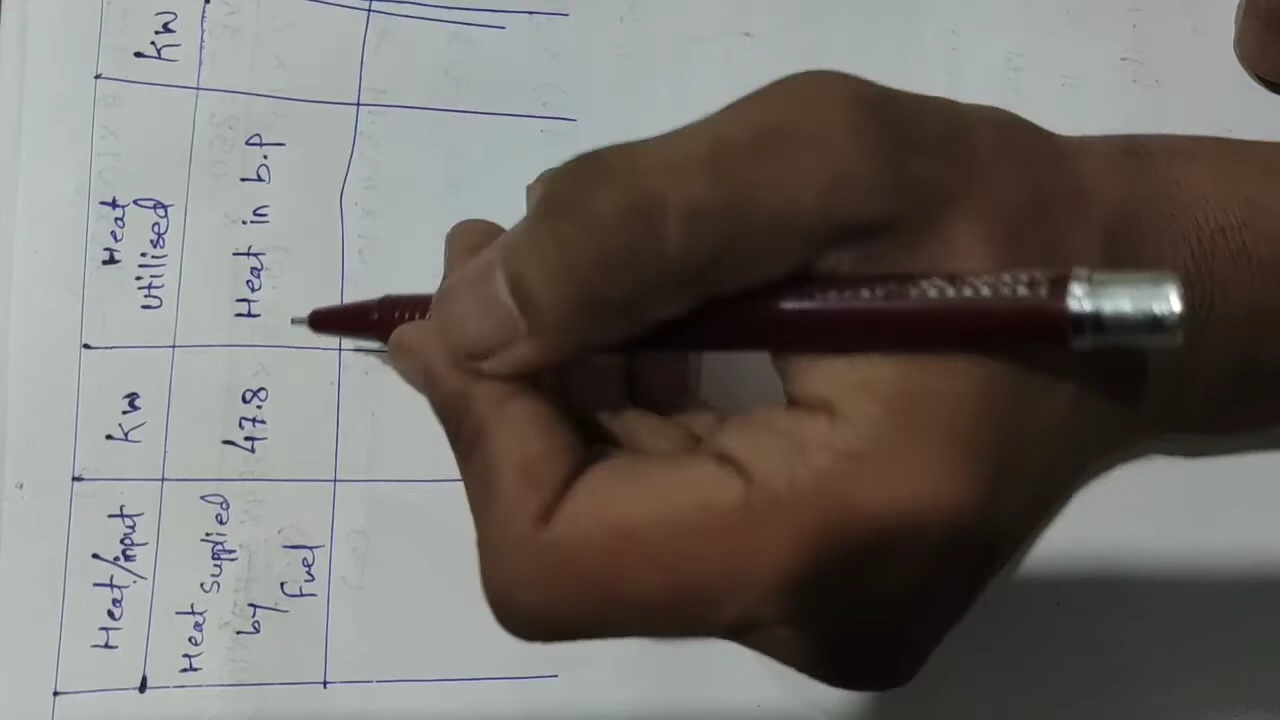 Heat/input
KW
Heat
Utilised
KW
Heat Supplied
by
Fuel
47.8
Heat in b.p